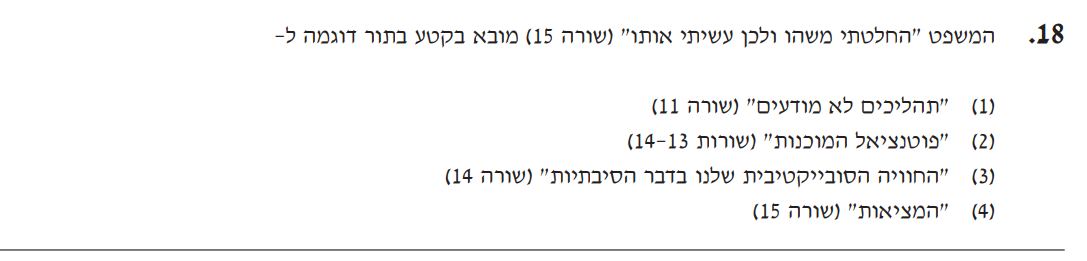 18. המשפט "החלטתי משהו ולכן עשיתי אותו" (שורה 15) מובא בקטע בתור דוגמה ל-
(1) "תהליכים לא מודעים" (שורה 11)
(2) "פוטנציאל המוכנות" (שורות 13-14)
(3) "החוויה הסובייקטיבית שלנו בדבר הסיבתיות" (שורה 14)
(4) "המציאות" (שורה 15)